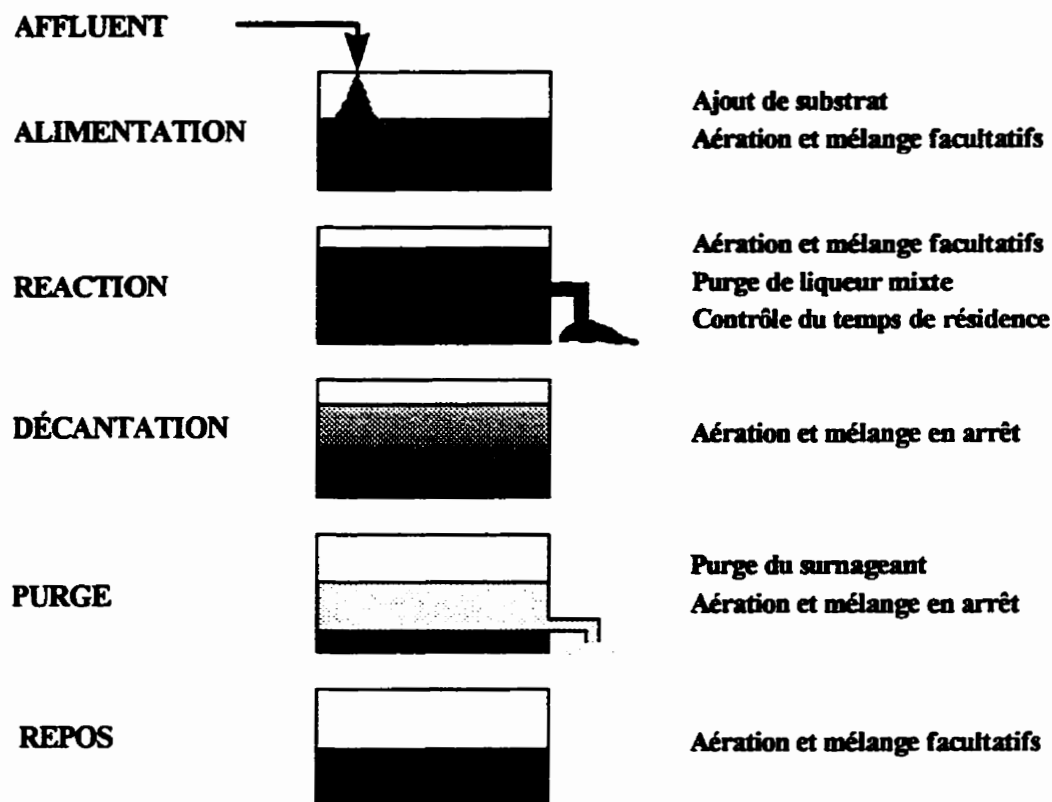 AFFLUENT
ALIMENTATION
Ajout de substrat
Aération et mélange facultatifs
REACTION
Aération et mélange facultatifs
Purge de liqueur mixte
Contrôle du temps de résidence
DÉCANTATION
Aération et mélange en arrêt
PURGE
Purge du surnageant
Aération et mélange en arrêt
REPOS
Aération et mélange facultatifs